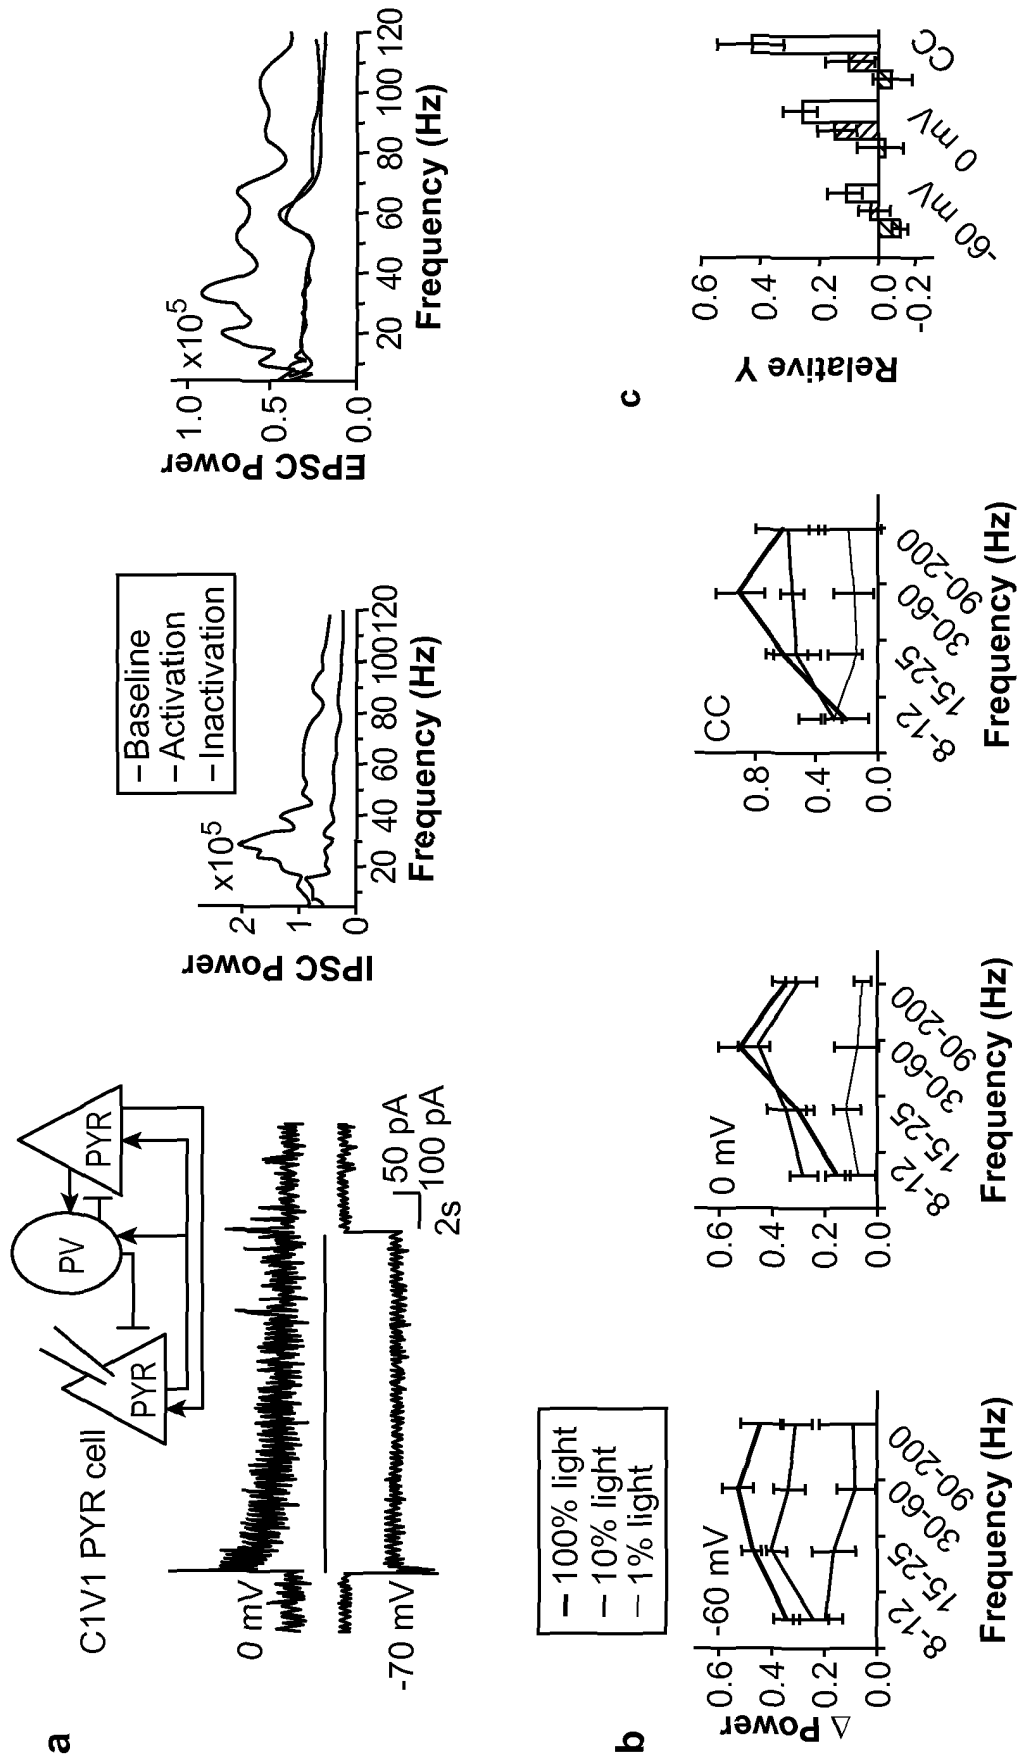 a
C1V1 PYR cell
PYR
PV
PYR
0 mV
-70 mV
50 pA
100 pA
2s
IPSC Power
x10⁵
2
1
0
20 40 60 80 100 120
Frequency (Hz)
– Baseline
– Activation
– Inactivation
EPSC Power
x10⁵
1.0
0.5
0.0
20 40 60 80 100 120
Frequency (Hz)
b
– 100% light
– 10% light
– 1% light
Δ Power
-60 mV
0.6
0.4
0.2
0.0
8-12 15-25 30-60 90-200
Frequency (Hz)
0 mV
0.6
0.4
0.2
0.0
8-12 15-25 30-60 90-200
Frequency (Hz)
CC
0.8
0.4
0.0
8-12 15-25 30-60 90-200
Frequency (Hz)
c
Relative Y
0.6
0.4
0.2
0.0
-0.2
-60 mV 0 mV CC